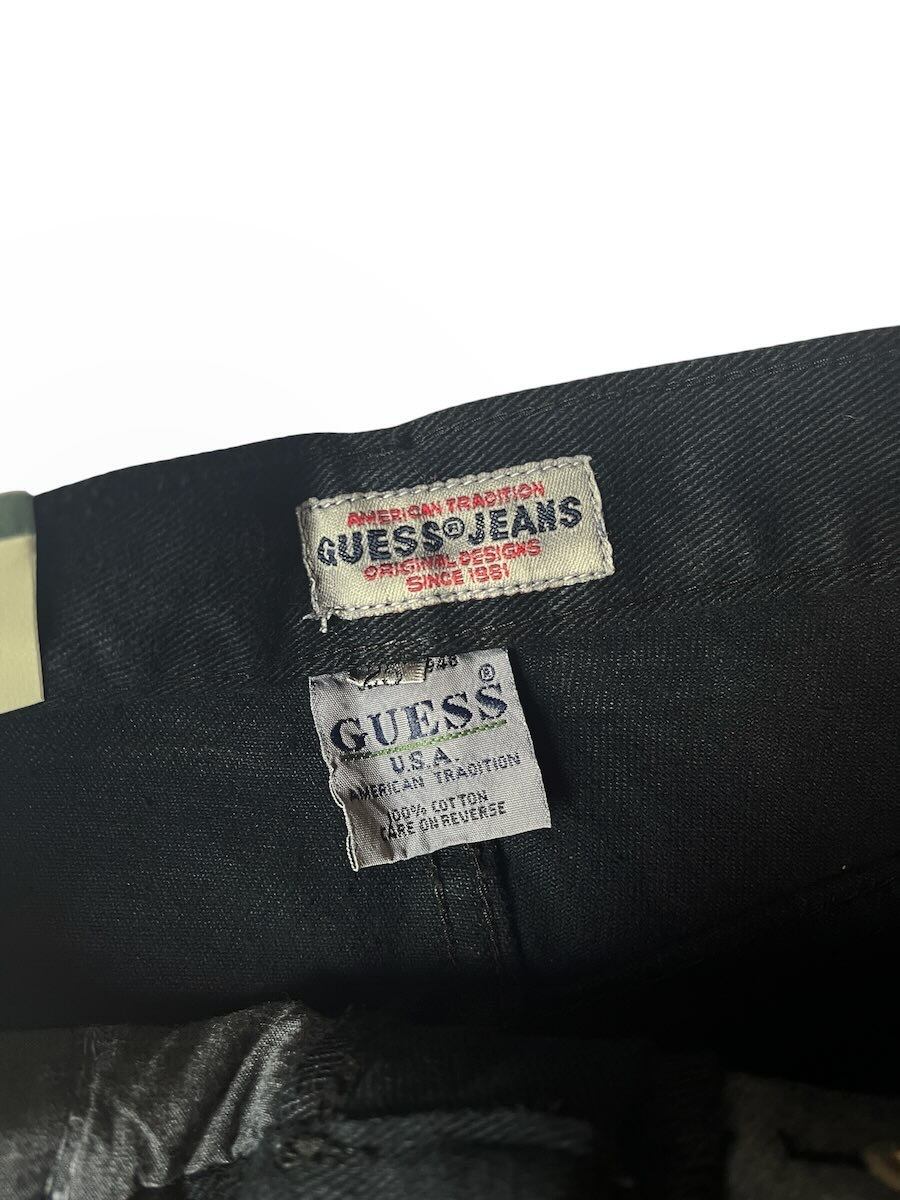 AMERICAN TRADITION
GUESS® JEANS
ORIGINAL DESIGNS
SINCE 1981
GUESS®
U.S.A.
AMERICAN TRADITION
100% COTTON
CARE ON REVERSE